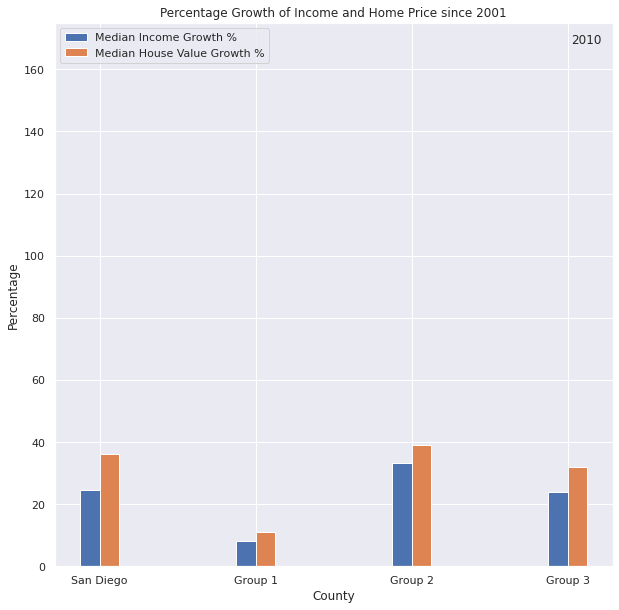 Percentage Growth of Income and Home Price since 2001
Median Income Growth %
Median House Value Growth %
2010
160
140
120
100
80
60
40
20
0
Percentage
San Diego
Group 1
Group 2
Group 3
County